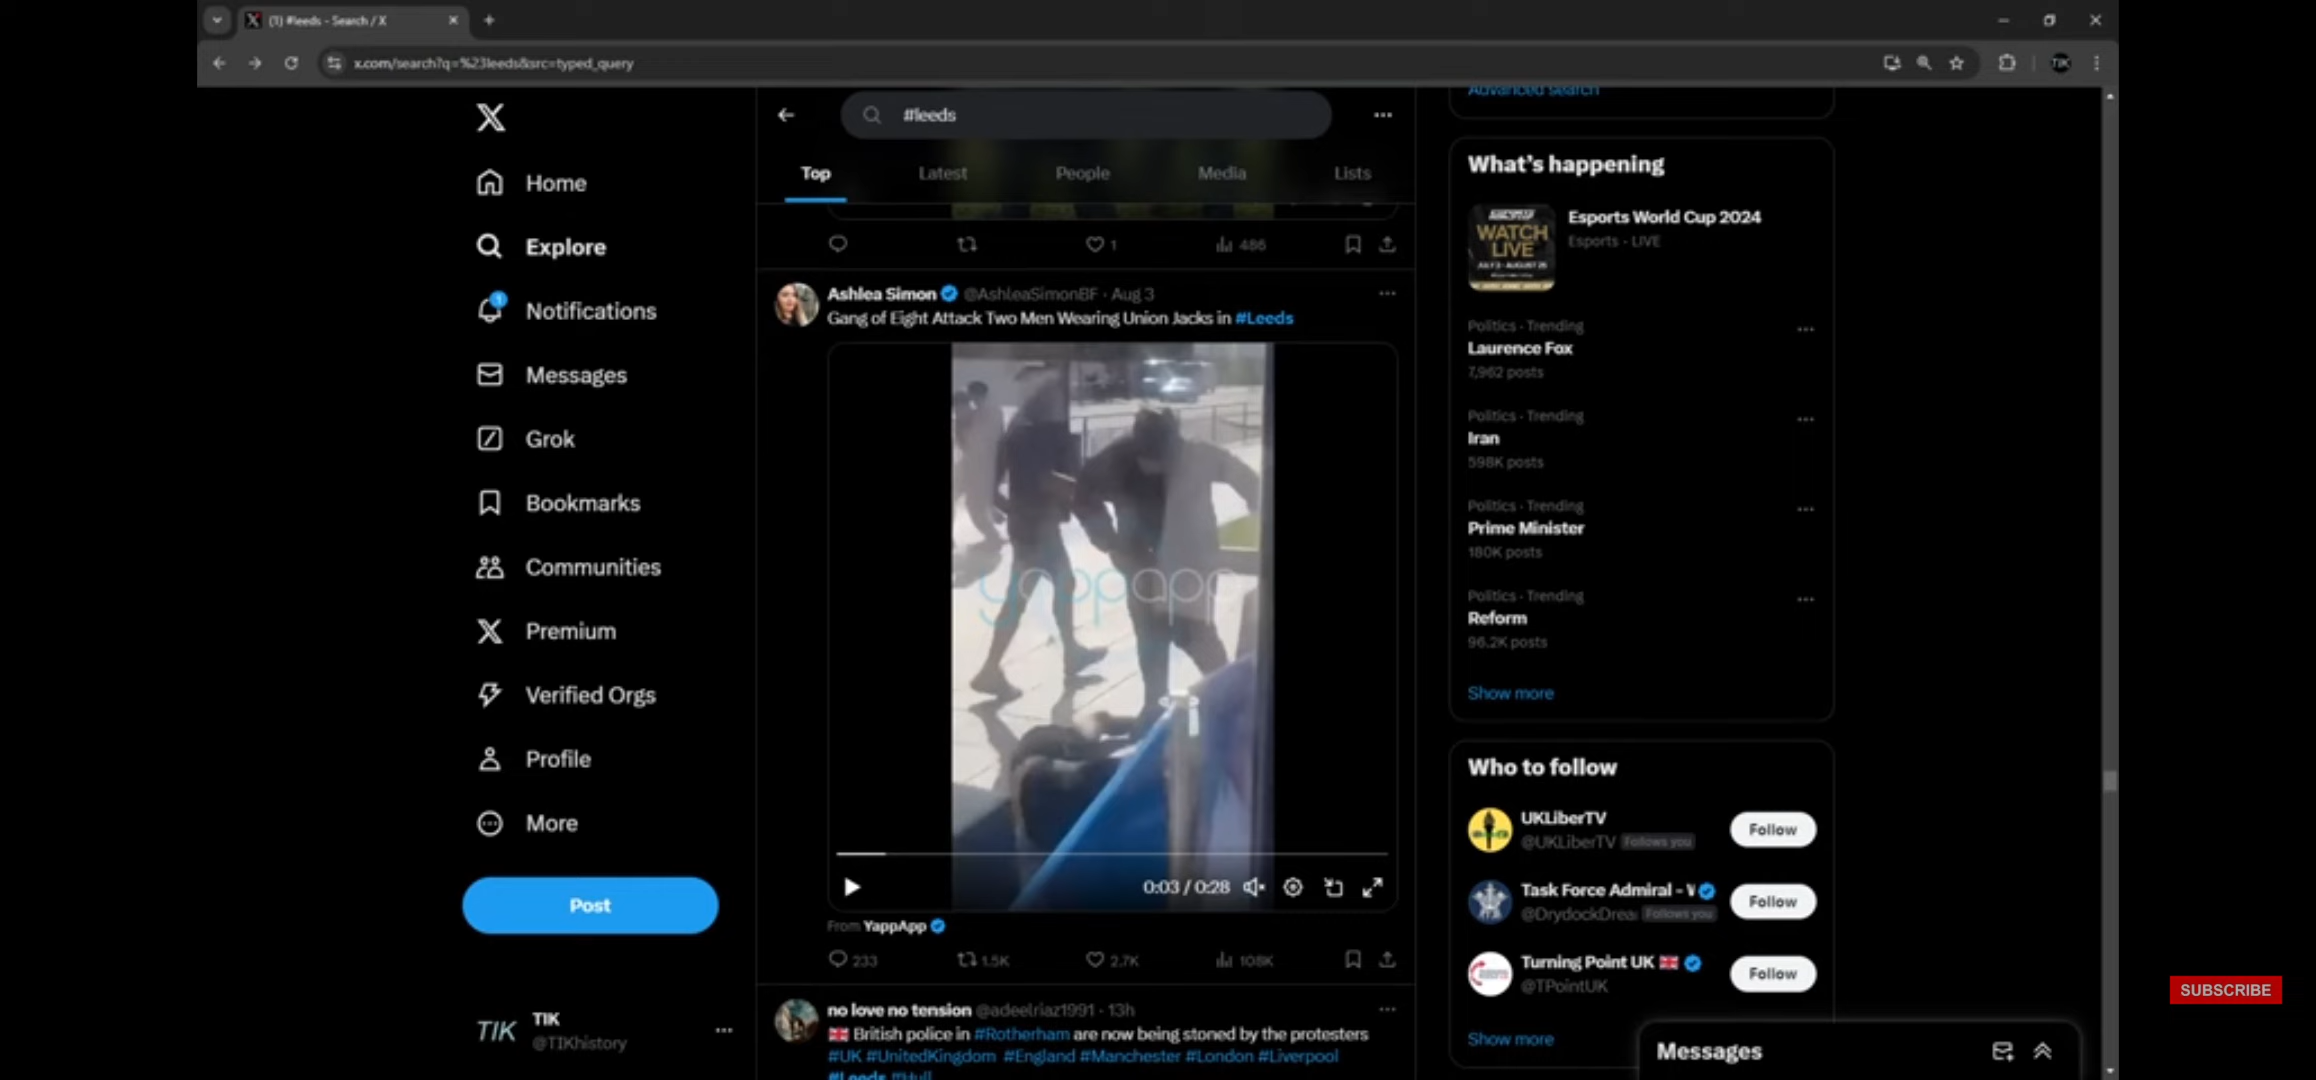 (1) #leeds - Search / X
x.com/search?q=%23leeds&src=typed_query
TIK
Home
Explore
1
Notifications
Messages
Grok
Bookmarks
Communities
Premium
Verified Orgs
Profile
More
Post
TIK
TIK
@TIKhistory
#leeds
Top
Latest
People
Media
Lists
1
486
Ashlea Simon @AshleaSimonBF · Aug 3
Gang of Eight Attack Two Men Wearing Union Jacks in #Leeds
yappapp
0:03 / 0:28
From YappApp
233
1.5K
2.7K
108K
no love no tension @adeelriaz1991 · 13h
British police in #Rotherham are now being stoned by the protesters
#UK #UnitedKingdom #England #Manchester #London #Liverpool
#Leeds #Hull
Advanced search
What's happening
WATCH
LIVE
Esports World Cup 2024
Esports · LIVE
Politics · Trending
Laurence Fox
7,962 posts
Politics · Trending
Iran
598K posts
Politics · Trending
Prime Minister
180K posts
Politics · Trending
Reform
96.2K posts
Show more
Who to follow
UKLiberTV
@UKLiberTV Follows you
Follow
Task Force Admiral -
@DrydockDrea Follows you
Follow
Turning Point UK
@TPointUK
Follow
Show more
Messages
SUBSCRIBE